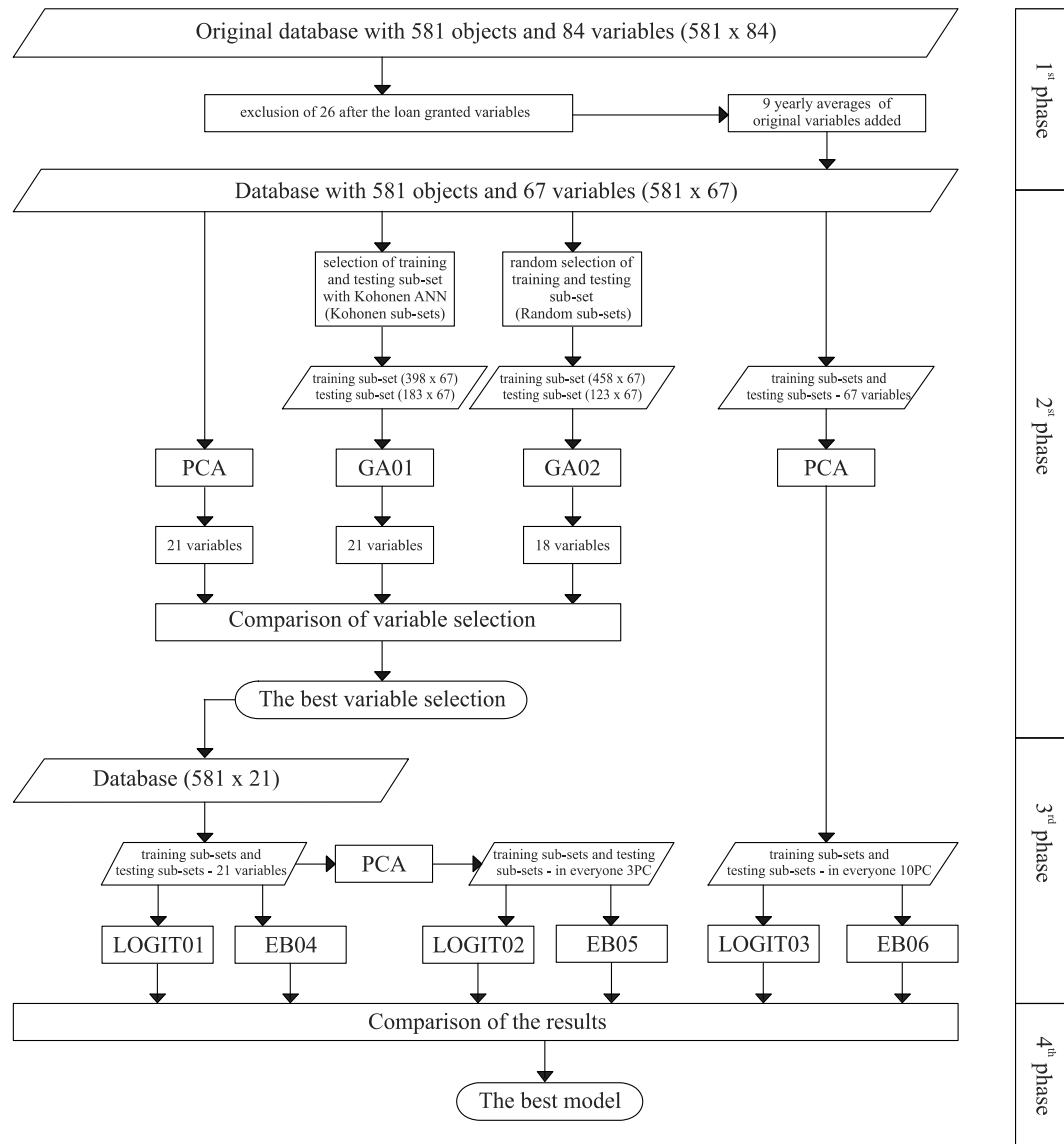 Original database with 581 objects and 84 variables (581 x 84)
exclusion of 26 after the loan granted variables
9 yearly averages of
original variables added
1st phase
Database with 581 objects and 67 variables (581 x 67)
selection of training
and testing sub-set
with Kohonen ANN
(Kohonen sub-sets)
random selection of
training and testing
sub-set
(Random sub-sets)
training sub-set (398 x 67)
testing subset (183 x 67)
training sub-set (458 x 67)
testing subset (123 x 67)
training sub-sets and
testing sub-sets - 67 variables
PCA
GA01
GA02
PCA
21 variables
21 variables
18 variables
Comparison of variable selection
The best variable selection
2st phase
Database (581 x 21)
training sub-sets and
testing sub-sets - 21 variables
PCA
training sub-sets and testing
sub-sets - in everyone 3PC
training sub-sets and
testing sub-sets - in everyone 10PC
LOGIT01
EB04
LOGIT02
EB05
LOGIT03
EB06
3rd phase
Comparison of the results
The best model
4th phase